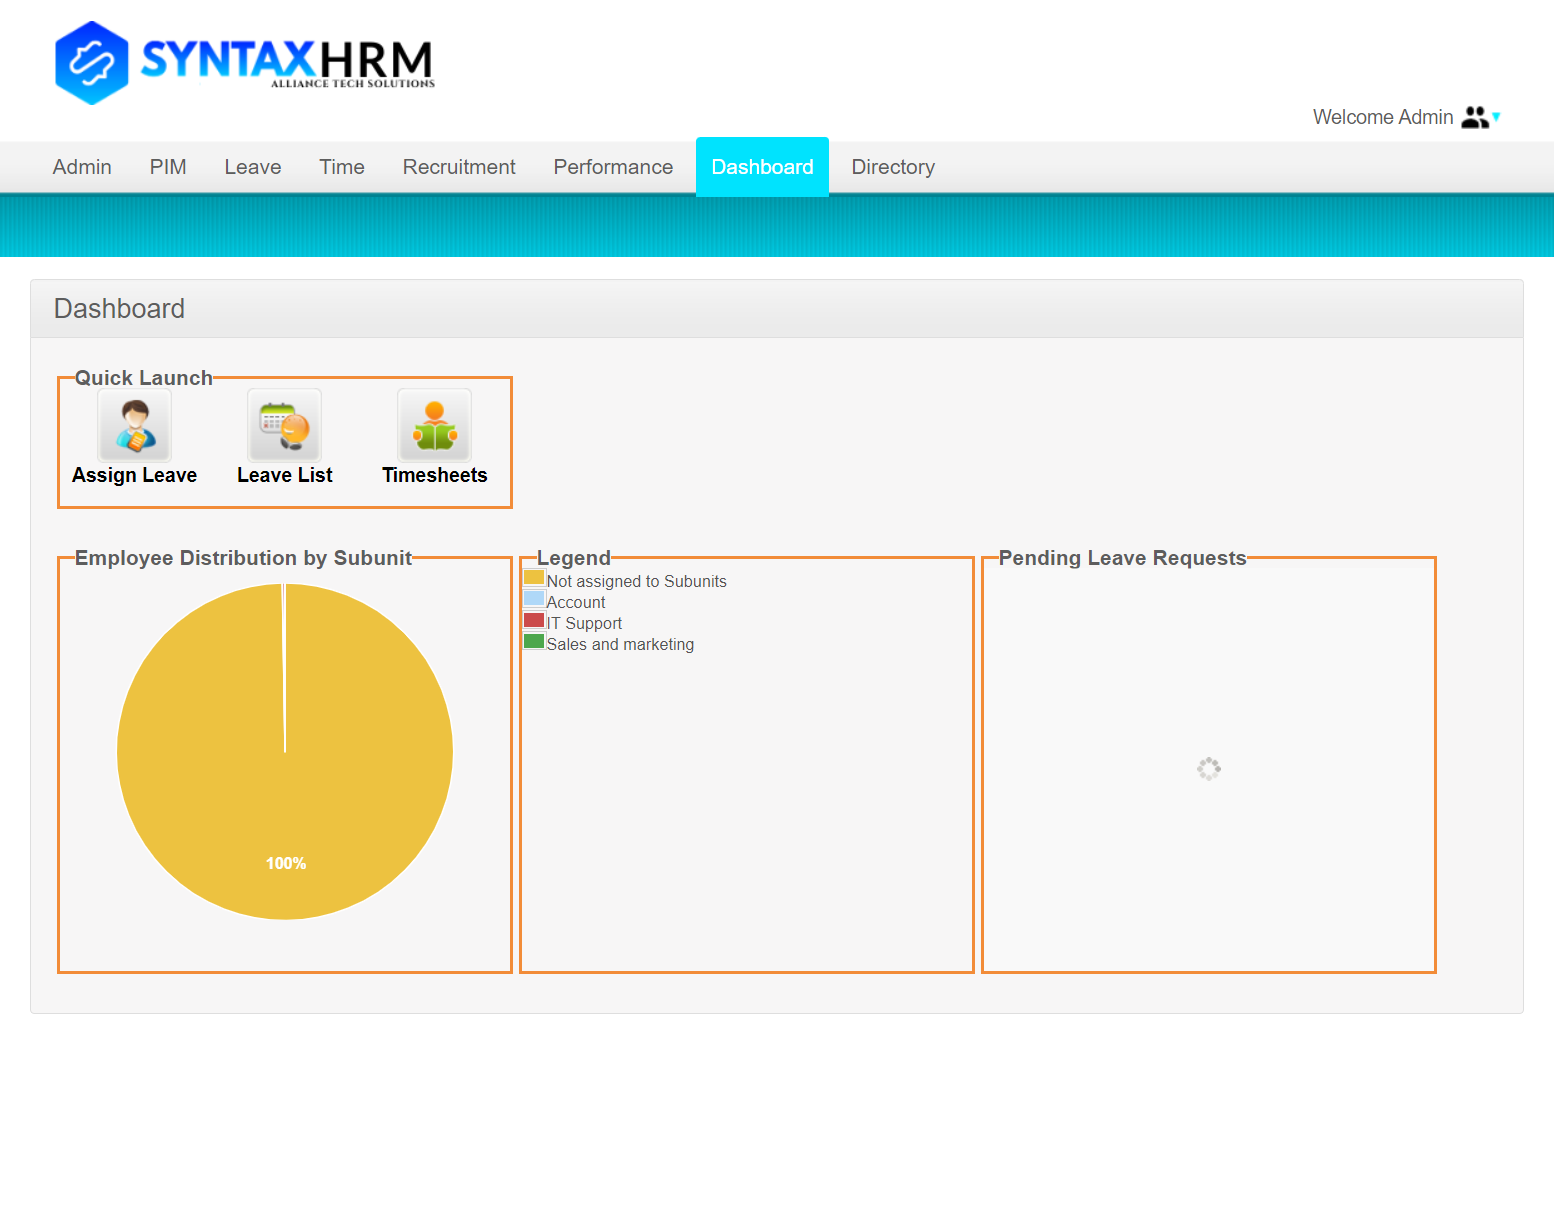 SYNTAXHRM
ALLIANCE TECH SOLUTIONS
Welcome Admin
Admin PIM Leave Time Recruitment Performance Dashboard Directory
Dashboard
Quick Launch
Assign Leave Leave List Timesheets
Employee Distribution by Subunit
100%
Legend
Not assigned to Subunits
Account
IT Support
Sales and marketing
Pending Leave Requests